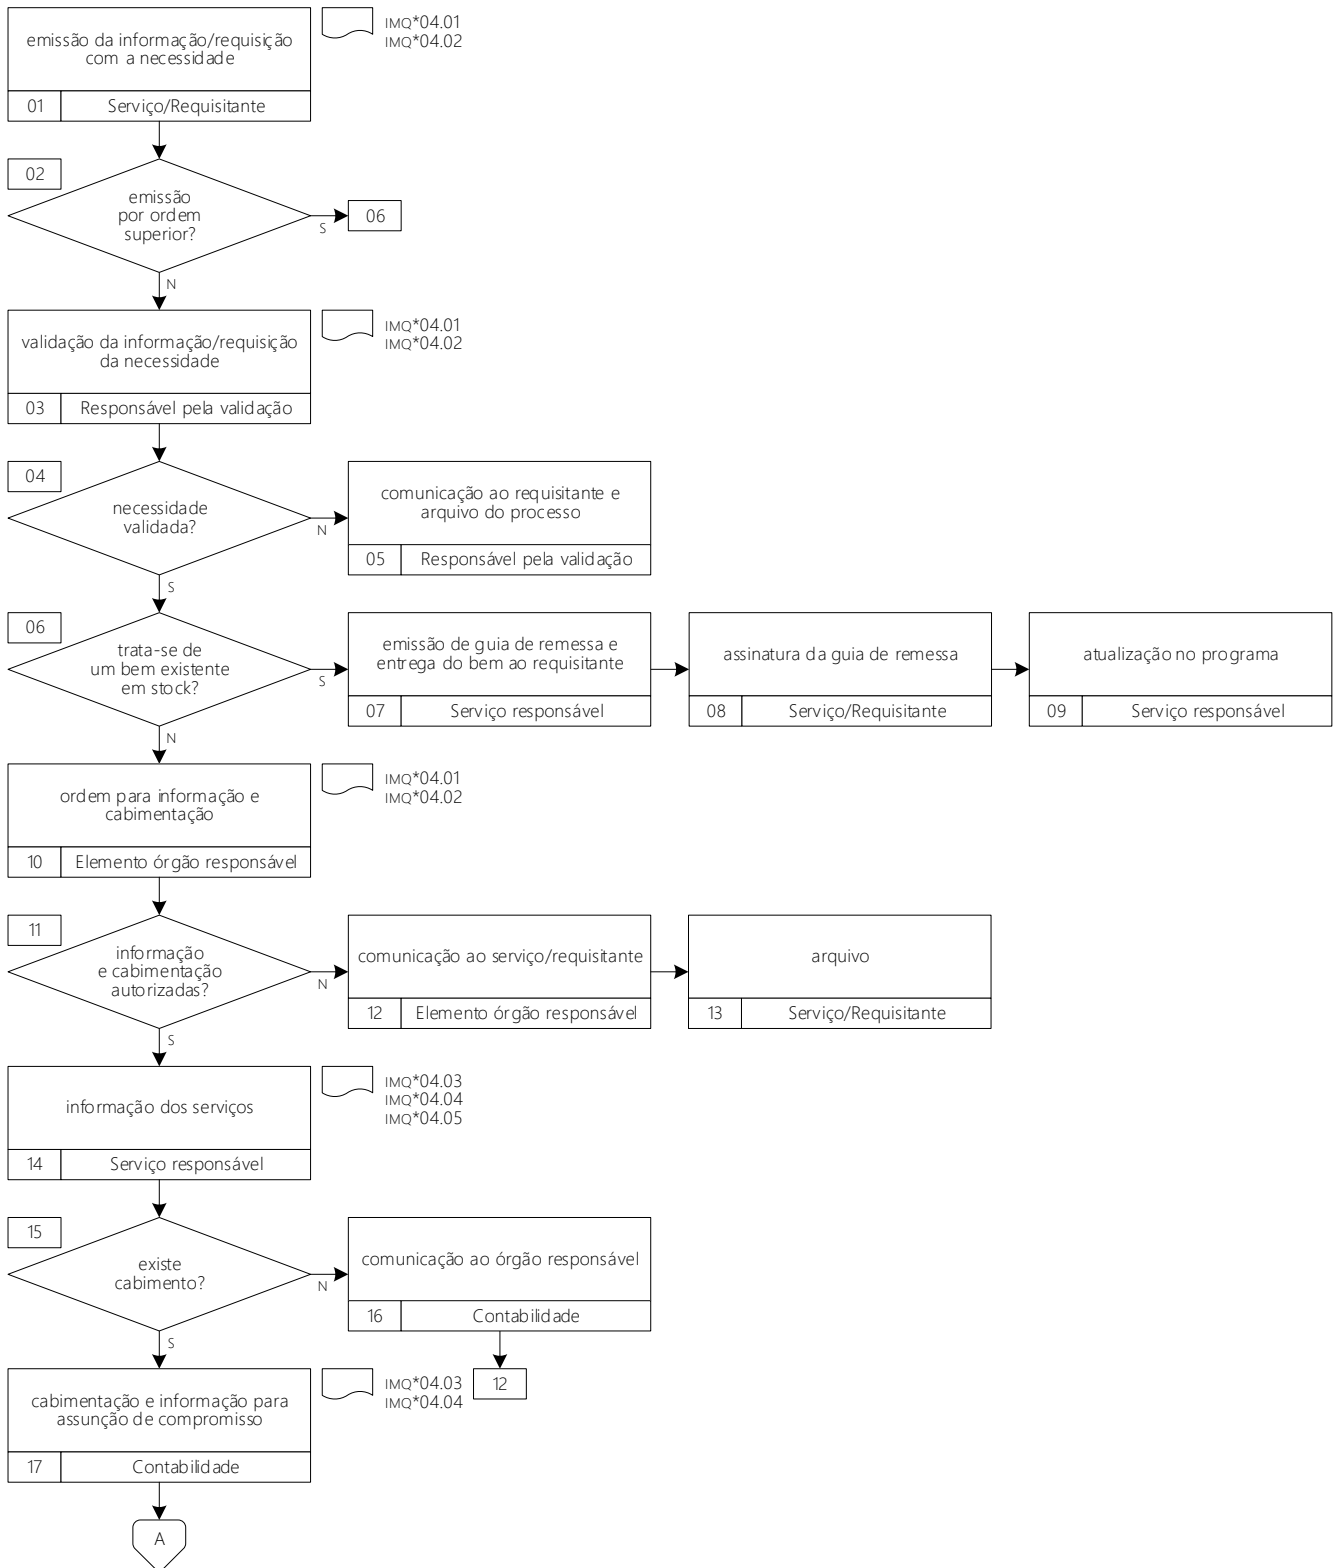 emissão da informação/requisição
com a necessidade
IMQ*04.01
IMQ*04.02
01
Serviço/Requisitante
02
emissão
por ordem
superior?
S
06
N
validação da informação/requisição
da necessidade
IMQ*04.01
IMQ*04.02
03
Responsável pela validação
04
necessidade
validada?
N
comunicação ao requisitante e
arquivo do processo
05
Responsável pela validação
S
06
trata-se de
um bem existente
em stock?
S
emissão de guia de remessa e
entrega do bem ao requisitante
07
Serviço responsável
assinatura da guia de remessa
08
Serviço/Requisitante
atualização no programa
09
Serviço responsável
N
ordem para informação e
cabimentação
IMQ*04.01
IMQ*04.02
10
Elemento órgão responsável
11
informação
e cabimentação
autorizadas?
N
comunicação ao serviço/requisitante
12
Elemento órgão responsável
arquivo
13
Serviço/Requisitante
S
informação dos serviços
IMQ*04.03
IMQ*04.04
IMQ*04.05
14
Serviço responsável
15
existe
cabimento?
N
comunicação ao órgão responsável
16
Contabilidade
12
S
cabimentação e informação para
assunção de compromisso
IMQ*04.03
IMQ*04.04
17
Contabilidade
A